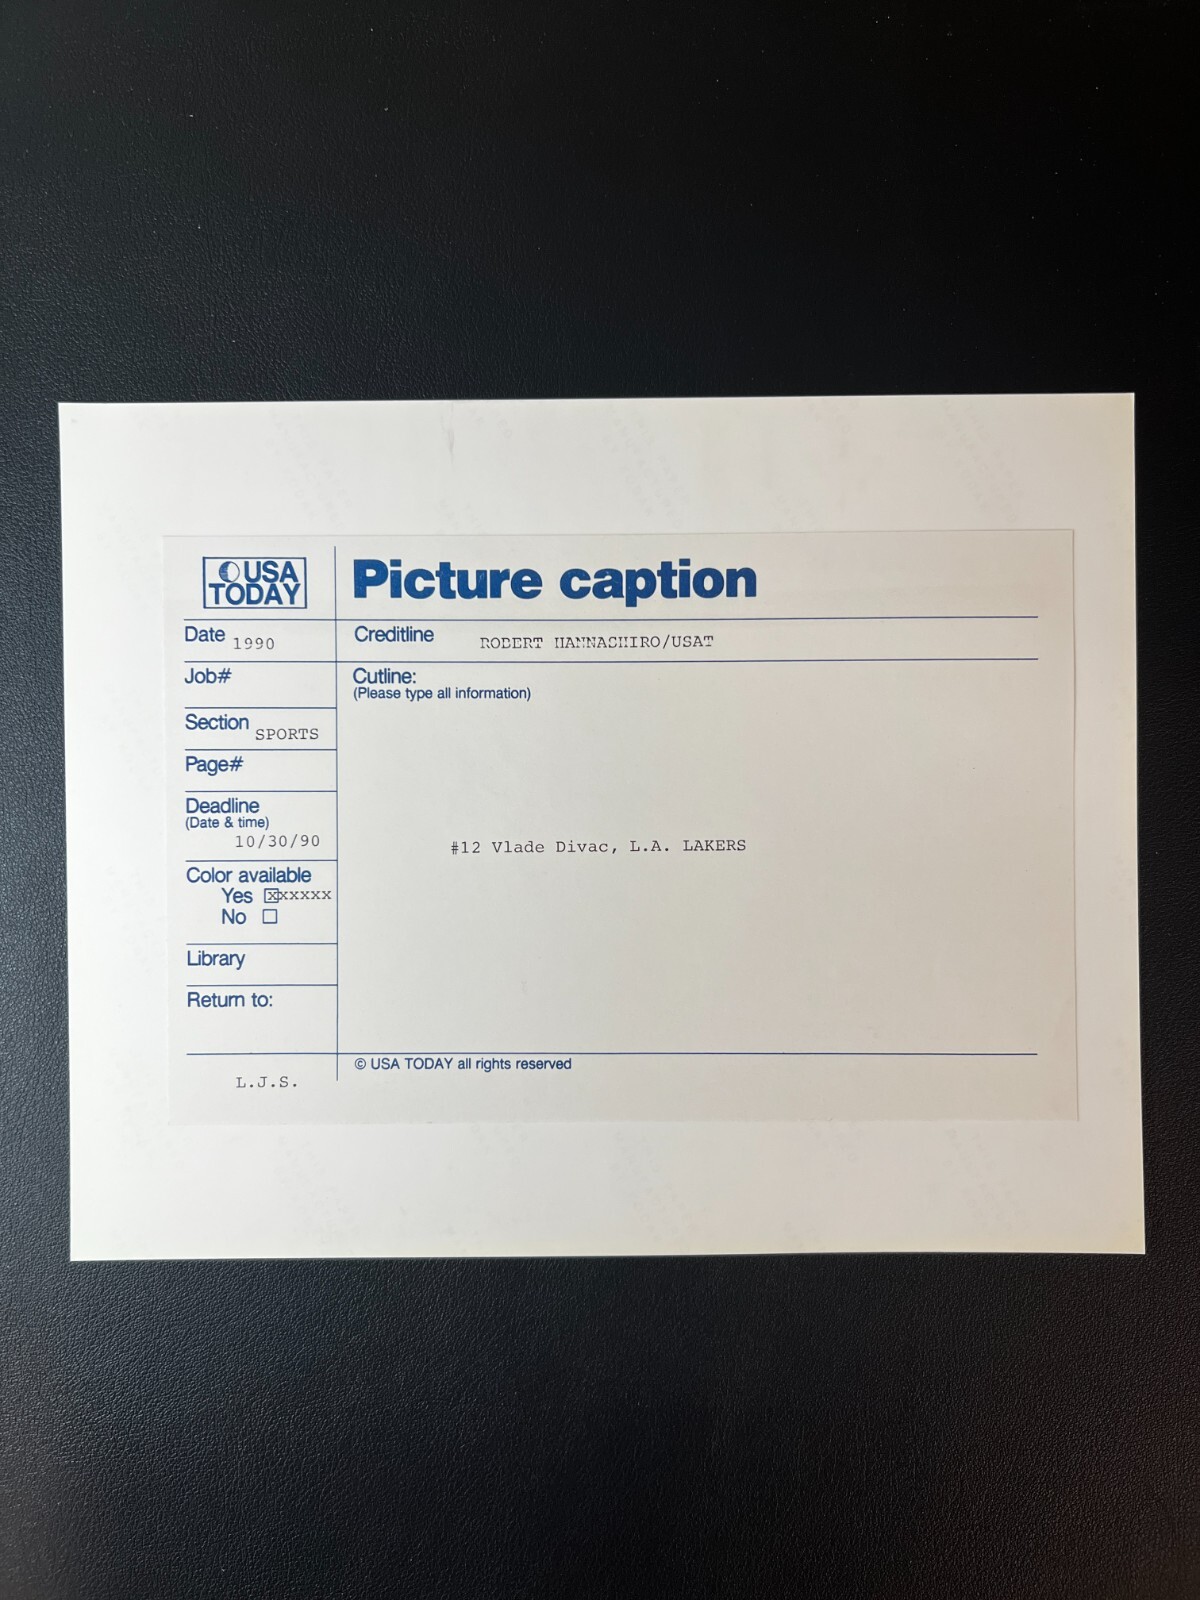 USA
TODAY
Picture caption
Date 1990
Creditline ROBERT HANNASHIRO/USAT
Job#
Cutline:
(Please type all information)
Section SPORTS
Page#
Deadline
(Date & time)
10/30/90
#12 Vlade Divac, L.A. LAKERS
Color available
Yes xxxxxx
No
Library
Return to:
© USA TODAY all rights reserved
L.J.S.